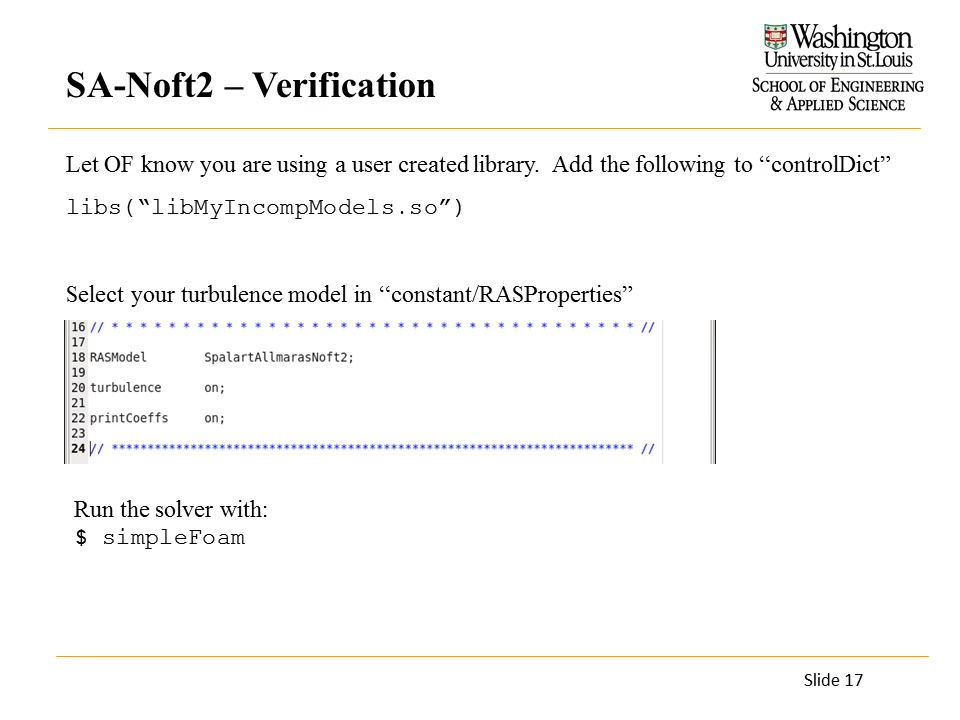 Washington
University in St.Louis
SCHOOL OF ENGINEERING
& APPLIED SCIENCE
SA-Noft2 – Verification
Let OF know you are using a user created library. Add the following to “controlDict”
libs(“libMyIncompModels.so”)
Select your turbulence model in “constant/RASProperties”
16 // * * * * * * * * * * * * * * * * * * * * * * * * * * * * * * * * * * * * * //
17
18 RASModel SpalartAllmarasNoft2;
19
20 turbulence on;
21
22 printCoeffs on;
23
24 // ************************************************************************* //
Run the solver with:
$ simpleFoam
Slide 17